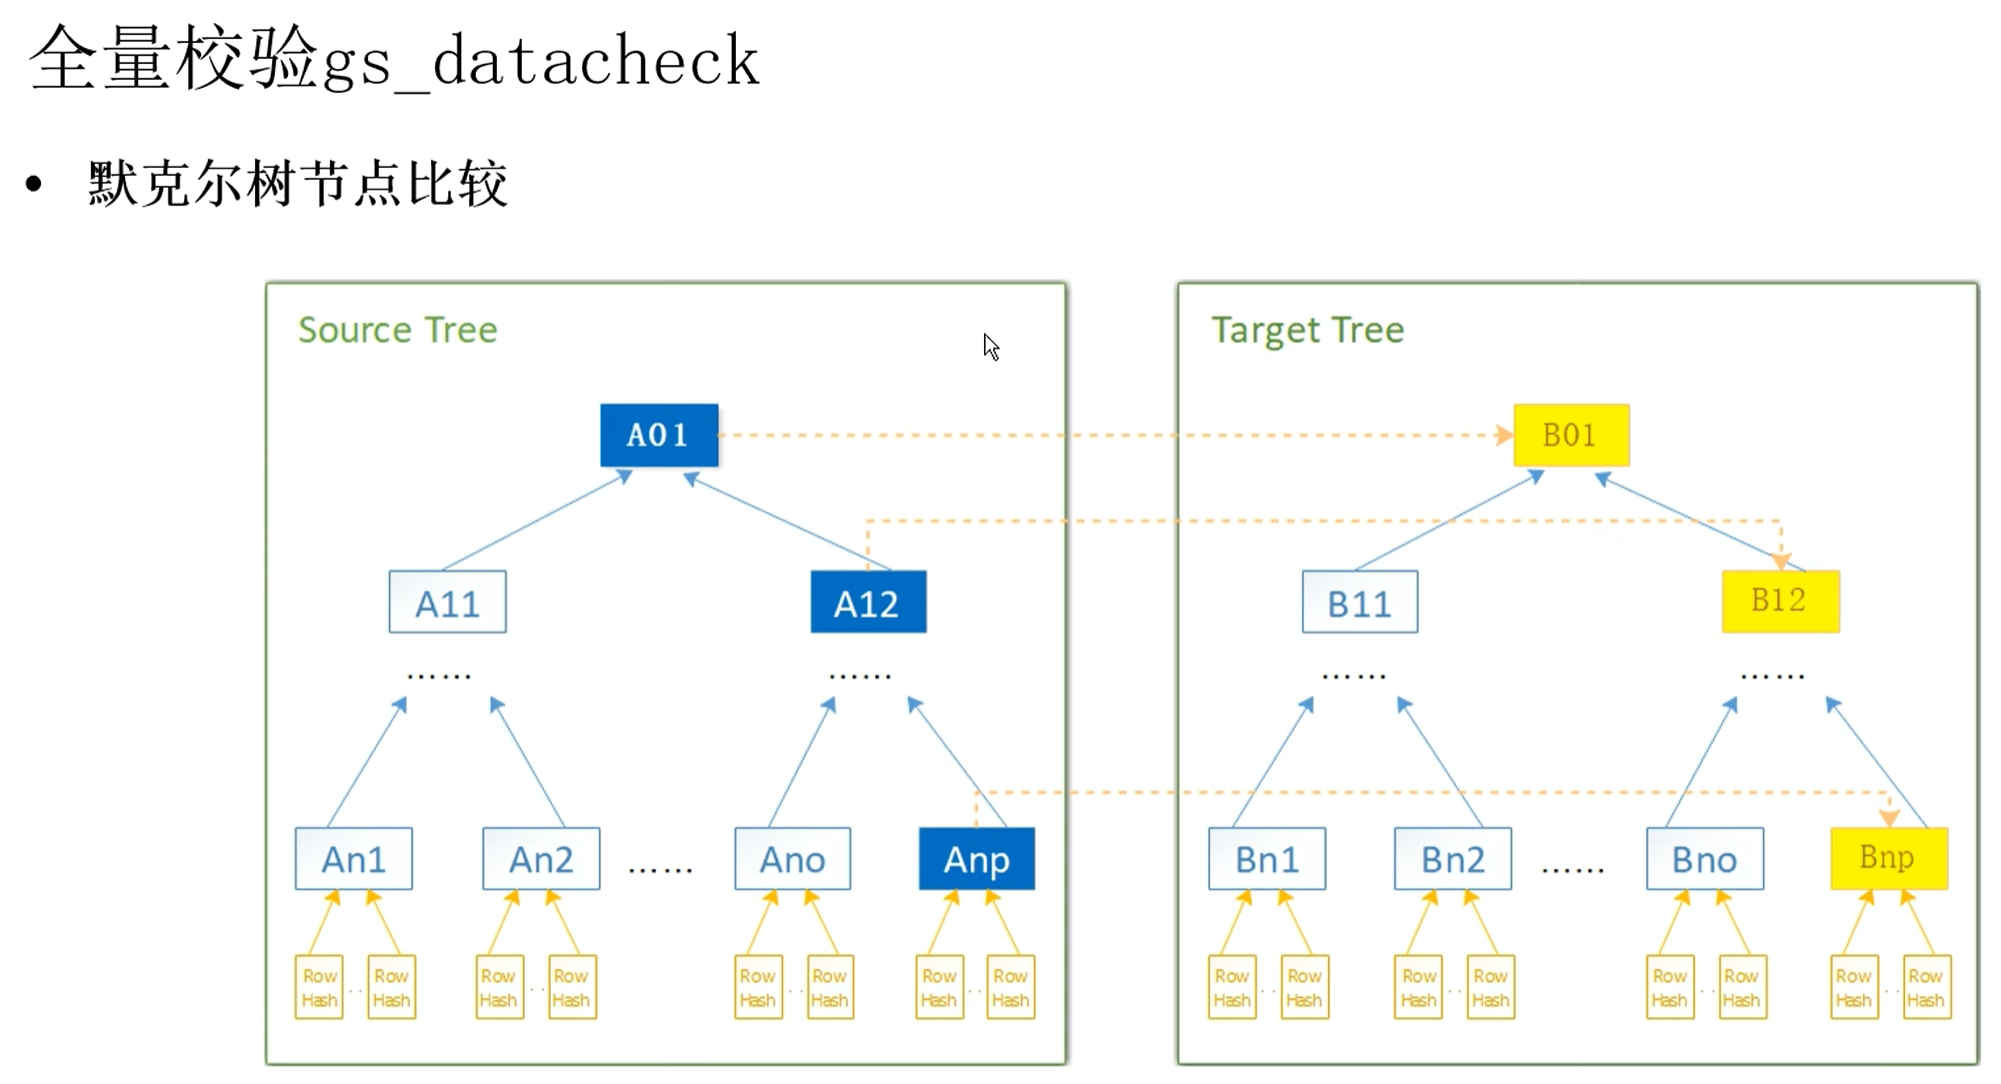 全量校验gs_datacheck
• 默克尔树节点比较
Source Tree
A01
A11
A12
......
......
An1
An2
......
Ano
Anp
Row Hash
..
Row Hash
Row Hash
..
Row Hash
Row Hash
..
Row Hash
Row Hash
..
Row Hash
Target Tree
B01
B11
B12
......
......
Bn1
Bn2
......
Bno
Bnp
Row Hash
..
Row Hash
Row Hash
..
Row Hash
Row Hash
..
Row Hash
Row Hash
..
Row Hash